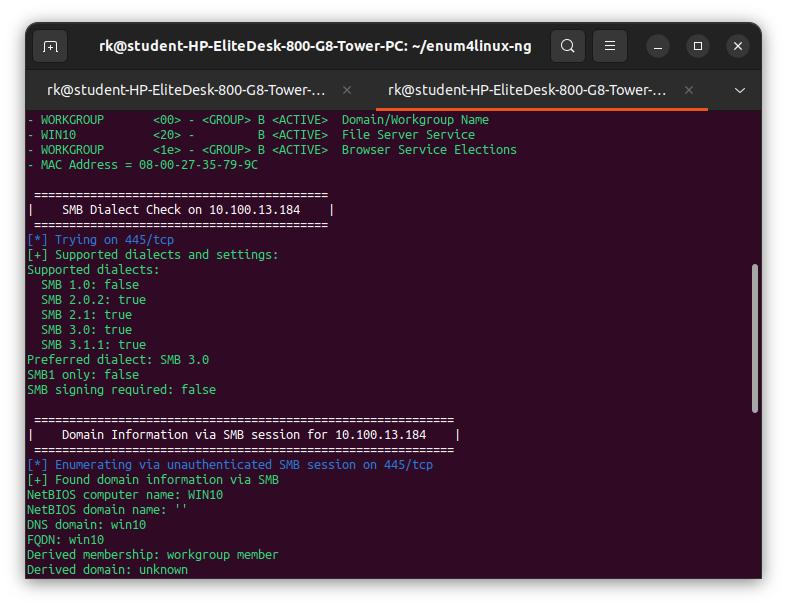 rk@student-HP-EliteDesk-800-G8-Tower-PC: ~/enum4linux-ng
rk@student-HP-EliteDesk-800-G8-Tower-... × rk@student-HP-EliteDesk-800-G8-Tower-... ×
- WORKGROUP       <00> - <GROUP> B <ACTIVE>  Domain/Workgroup Name
- WIN10           <20> -         B <ACTIVE>  File Server Service
- WORKGROUP       <1e> - <GROUP> B <ACTIVE>  Browser Service Elections
- MAC Address = 08-00-27-35-79-9C
 ==========================================
|    SMB Dialect Check on 10.100.13.184    |
 ==========================================
[*] Trying on 445/tcp
[+] Supported dialects and settings:
Supported dialects:
  SMB 1.0: false
  SMB 2.0.2: true
  SMB 2.1: true
  SMB 3.0: true
  SMB 3.1.1: true
Preferred dialect: SMB 3.0
SMB1 only: false
SMB signing required: false
 ============================================================
|    Domain Information via SMB session for 10.100.13.184    |
 ============================================================
[*] Enumerating via unauthenticated SMB session on 445/tcp
[+] Found domain information via SMB
NetBIOS computer name: WIN10
NetBIOS domain name: ''
DNS domain: win10
FQDN: win10
Derived membership: workgroup member
Derived domain: unknown